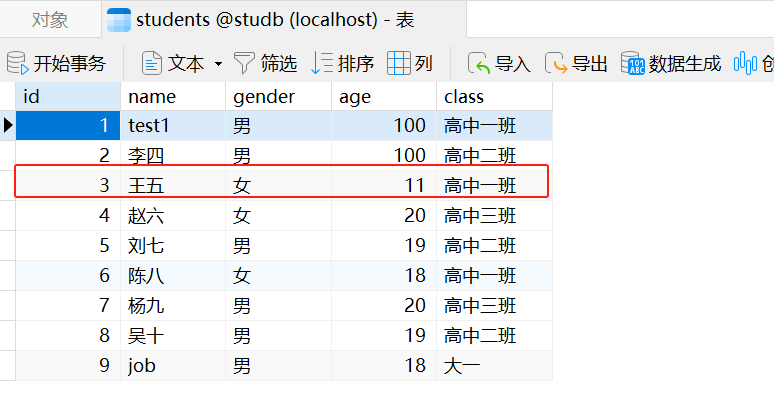 对象 students @studb (localhost) - 表
开始事务 文本 筛选 排序 列 导入 导出 数据生成
id name gender age class
1 test1 男 100 高中一班
2 李四 男 100 高中二班
3 王五 女 11 高中一班
4 赵六 女 20 高中三班
5 刘七 男 19 高中二班
6 陈八 女 18 高中一班
7 杨九 男 20 高中三班
8 吴十 男 19 高中二班
9 job 男 18 大一